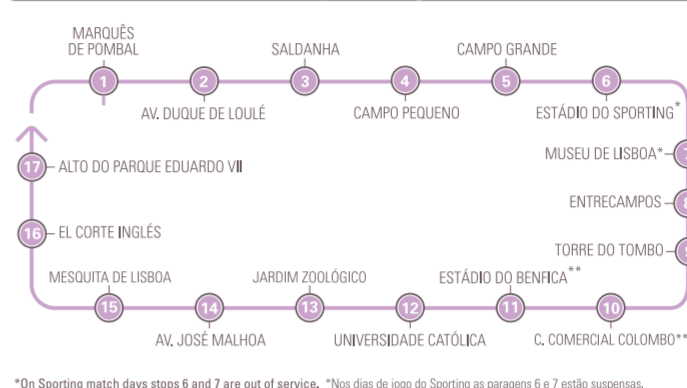 MARQUÊS
DE POMBAL
SALDANHA
CAMPO GRANDE
1
2
3
4
5
6
AV. DUQUE DE LOULÉ
CAMPO PEQUENO
ESTÁDIO DO SPORTING*
MUSEU DE LISBOA*
7
17
ALTO DO PARQUE EDUARDO VII
ENTRECAMPOS
8
16
EL CORTE INGLÉS
TORRE DO TOMBO
9
MESQUITA DE LISBOA
JARDIM ZOOLÓGICO
ESTÁDIO DO BENFICA**
15
14
13
12
11
10
AV. JOSÉ MALHOA
UNIVERSIDADE CATÓLICA
C. COMERCIAL COLOMBO**
*On Sporting match days stops 6 and 7 are out of service. *Nos dias de jogo do Sporting as paragens 6 e 7 estão suspensas.